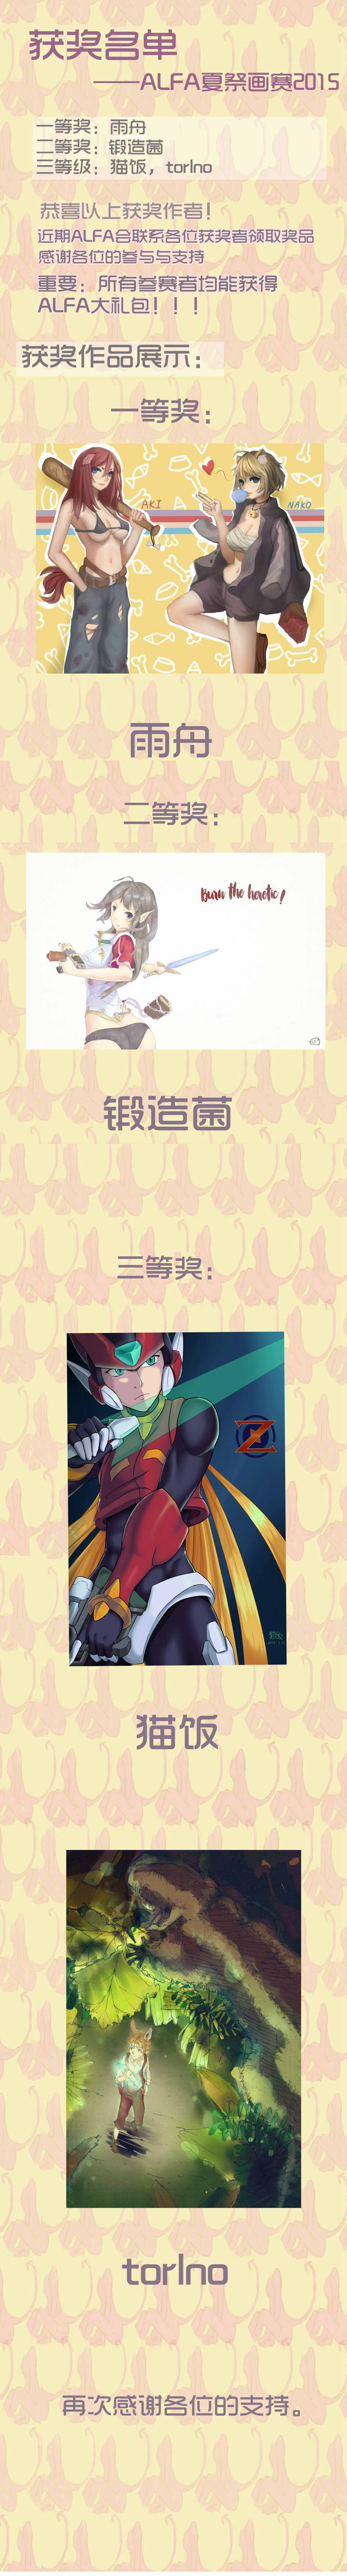 获奖名单
——ALFA夏祭画赛2015
一等奖：雨舟
二等奖：锻造菌
三等级：猫饭，torlno
恭喜以上获奖作者！
近期ALFA会联系各位获奖者领取奖品
感谢各位的参与与支持
重要：所有参赛者均能获得
ALFA大礼包！！！
获奖作品展示：
一等奖：
AKI
NAKO
雨舟
二等奖：
Burn the heretic!
锻造菌
三等奖：
Z
猫饭
torlno
再次感谢各位的支持。